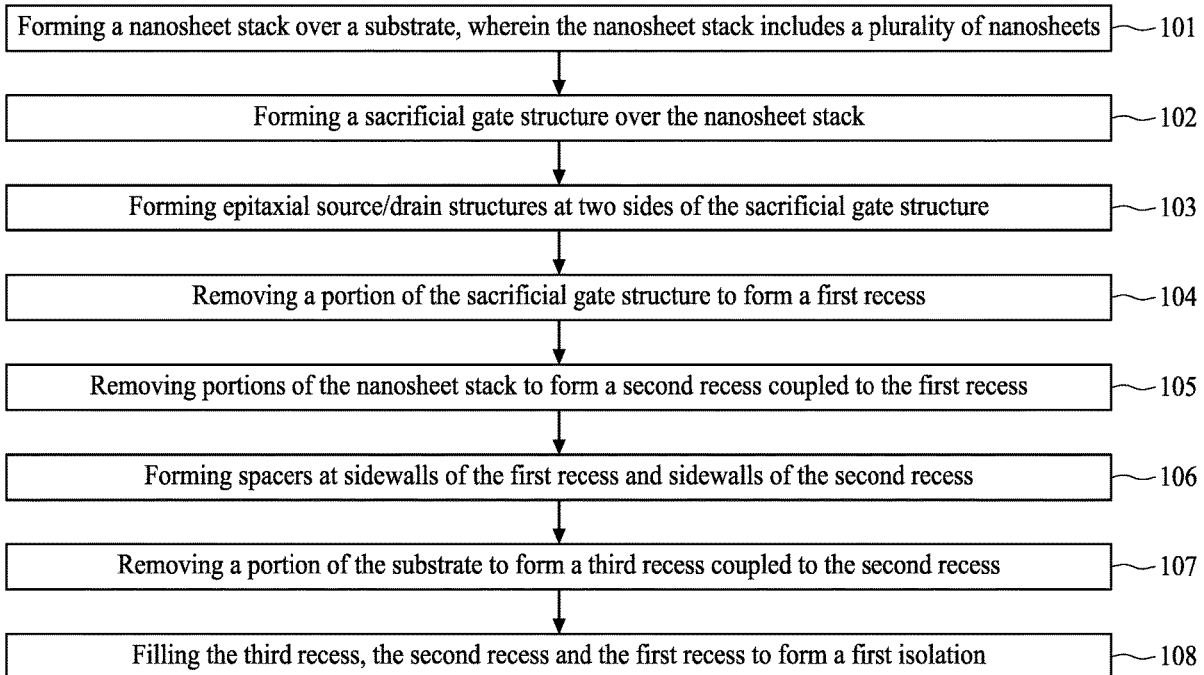 Forming a nanosheet stack over a substrate, wherein the nanosheet stack includes a plurality of nanosheets 101
Forming a sacrificial gate structure over the nanosheet stack 102
Forming epitaxial source/drain structures at two sides of the sacrificial gate structure 103
Removing a portion of the sacrificial gate structure to form a first recess 104
Removing portions of the nanosheet stack to form a second recess coupled to the first recess 105
Forming spacers at sidewalls of the first recess and sidewalls of the second recess 106
Removing a portion of the substrate to form a third recess coupled to the second recess 107
Filling the third recess, the second recess and the first recess to form a first isolation 108